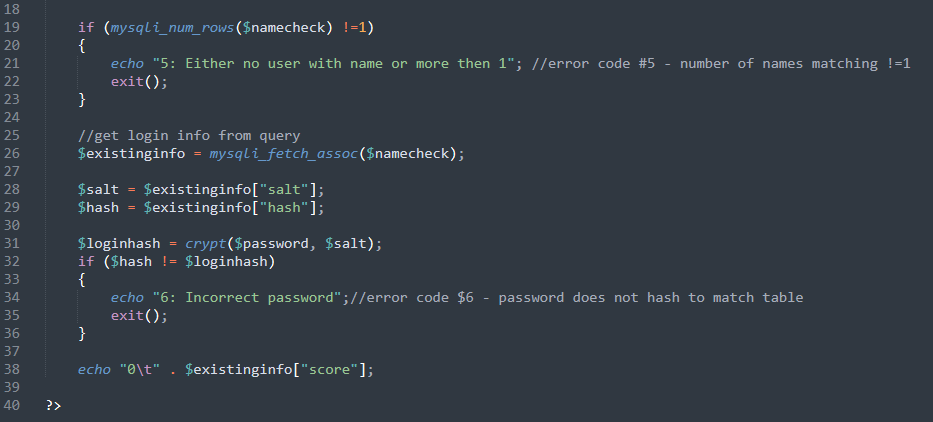 18
19 if (mysqli_num_rows($namecheck) !=1)
20 {
21 echo "5: Either no user with name or more then 1"; //error code #5 - number of names matching !=1
22 exit();
23 }
24
25 //get login info from query
26 $existinginfo = mysqli_fetch_assoc($namecheck);
27
28 $salt = $existinginfo["salt"];
29 $hash = $existinginfo["hash"];
30
31 $loginhash = crypt($password, $salt);
32 if ($hash != $loginhash)
33 {
34 echo "6: Incorrect password";//error code $6 - password does not hash to match table
35 exit();
36 }
37
38 echo "0\t" . $existinginfo["score"];
39
40 ?>